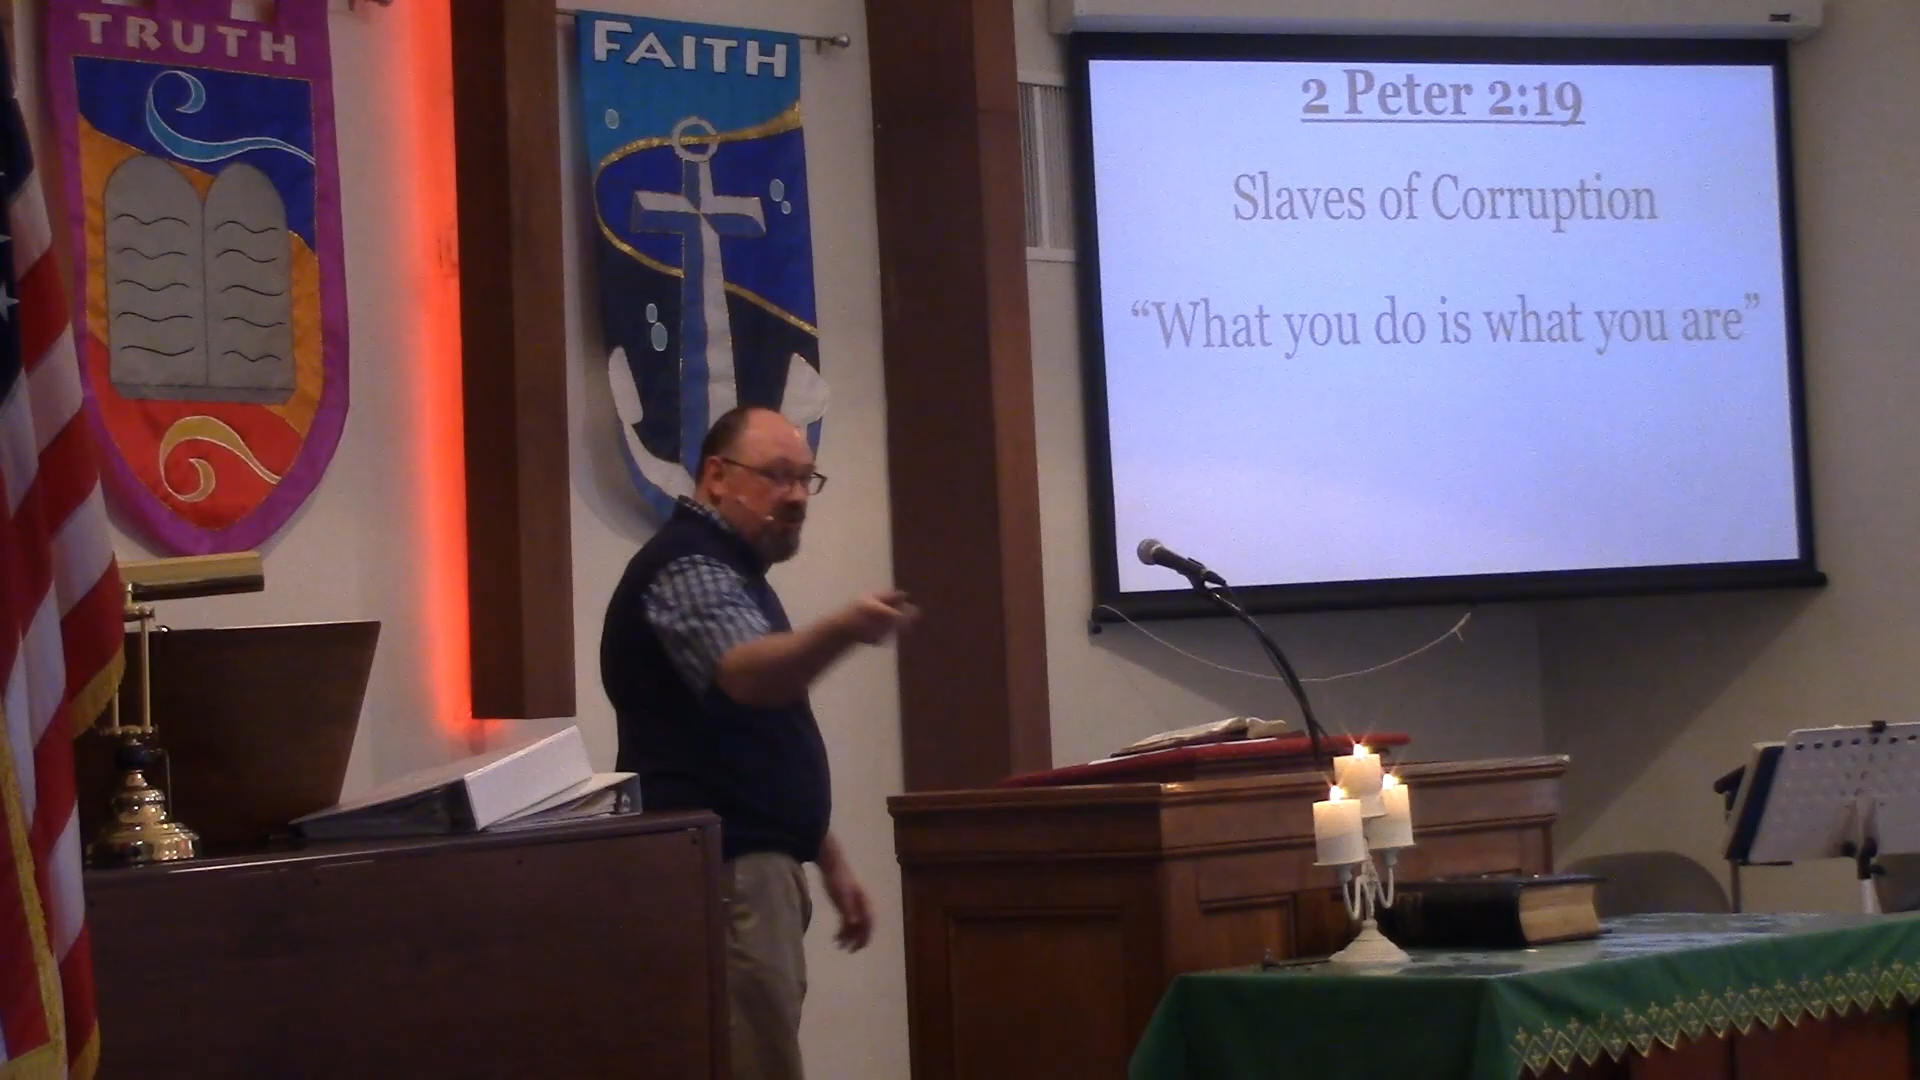 TRUTH
FAITH
2 Peter 2:19
Slaves of Corruption
“What you do is what you are”